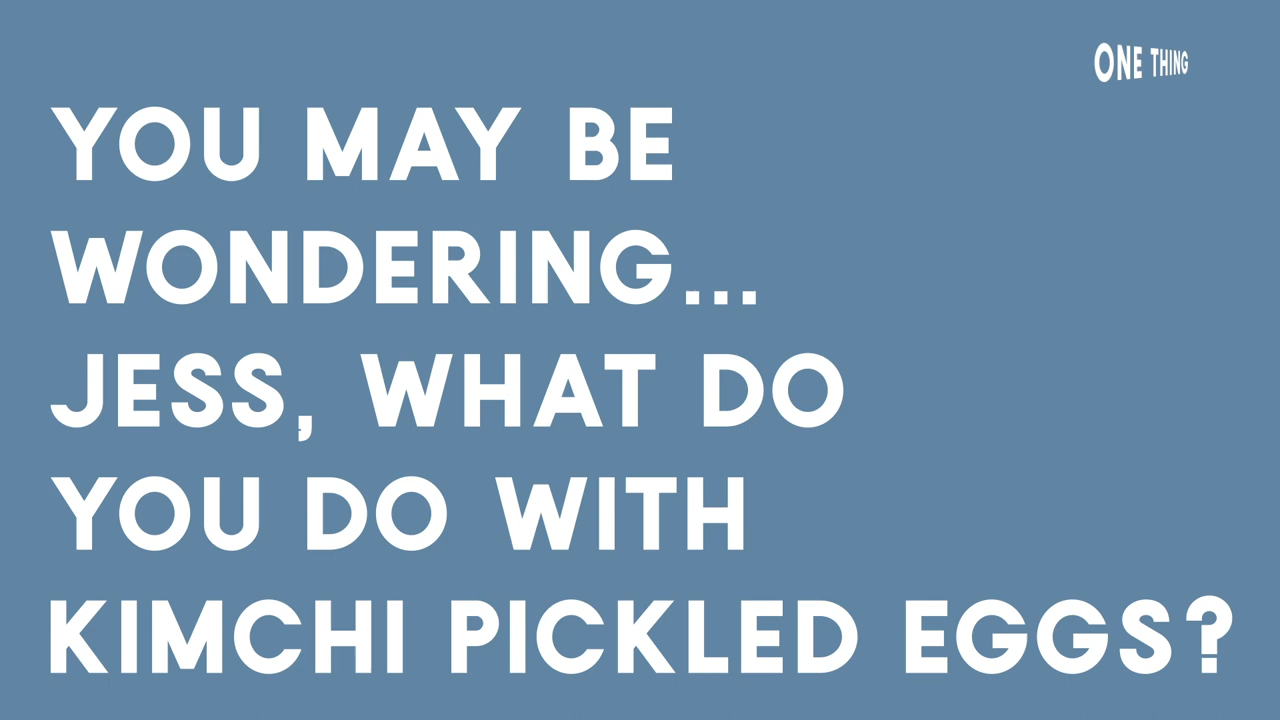 ONE THING
YOU MAY BE
WONDERING...
JESS, WHAT DO
YOU DO WITH
KIMCHI PICKLED EGGS?